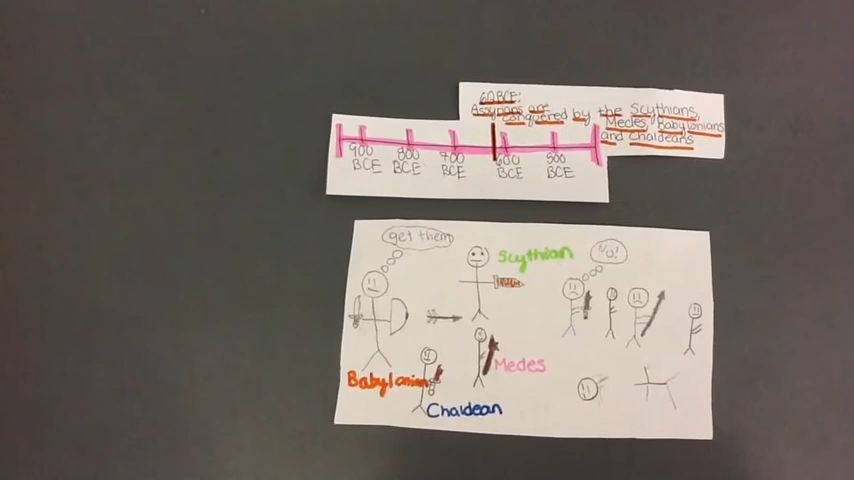 612BCE:
Assyrians are
conquered by the Scythians,
Medes, Babylonians
and Chaldeans
900 BCE
800 BCE
700 BCE
600 BCE
500 BCE
get them
Scythian
No!
Medes
Babylonian
Chaldean